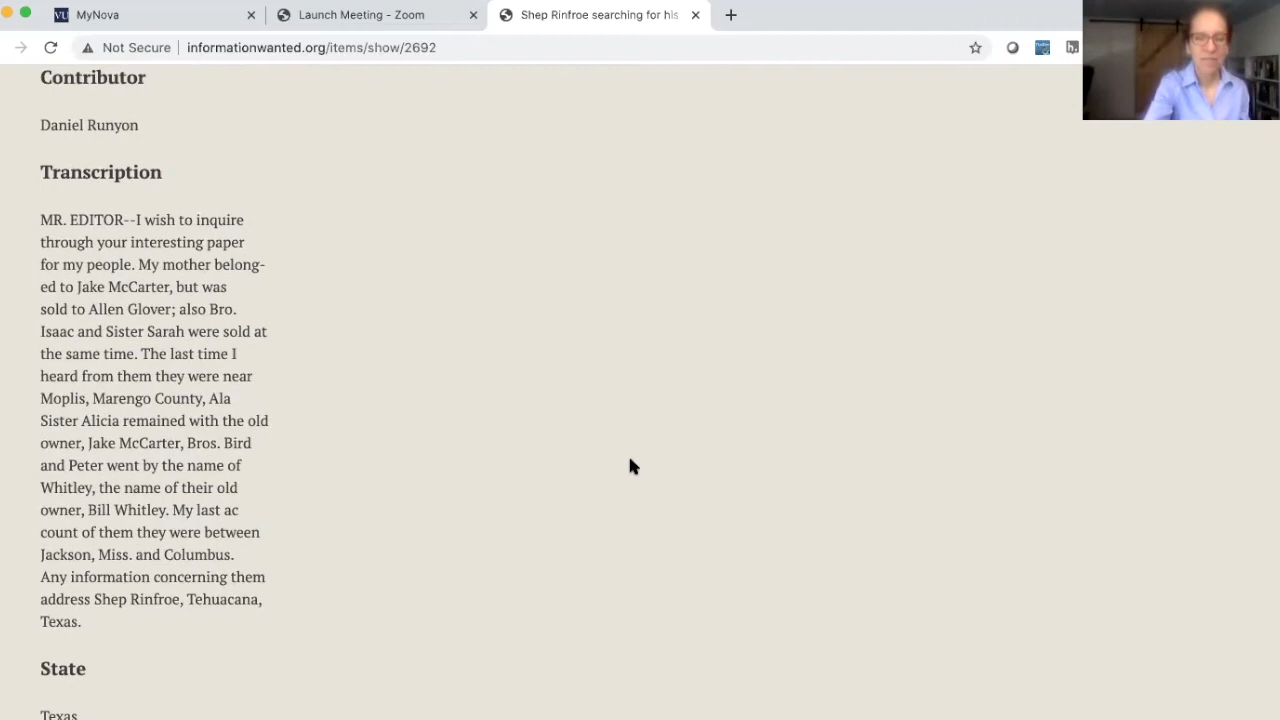 VU MyNova
Launch Meeting - Zoom
Shep Rinfroe searching for his
Not Secure
informationwanted.org/items/show/2692
Contributor
Daniel Runyon
Transcription
MR. EDITOR--I wish to inquire
through your interesting paper
for my people. My mother belong-
ed to Jake McCarter, but was
sold to Allen Glover; also Bro.
Isaac and Sister Sarah were sold at
the same time. The last time I
heard from them they were near
Moplis, Marengo County, Ala
Sister Alicia remained with the old
owner, Jake McCarter, Bros. Bird
and Peter went by the name of
Whitley, the name of their old
owner, Bill Whitley. My last ac
count of them they were between
Jackson, Miss. and Columbus.
Any information concerning them
address Shep Rinfroe, Tehuacana,
Texas.
State
Texas